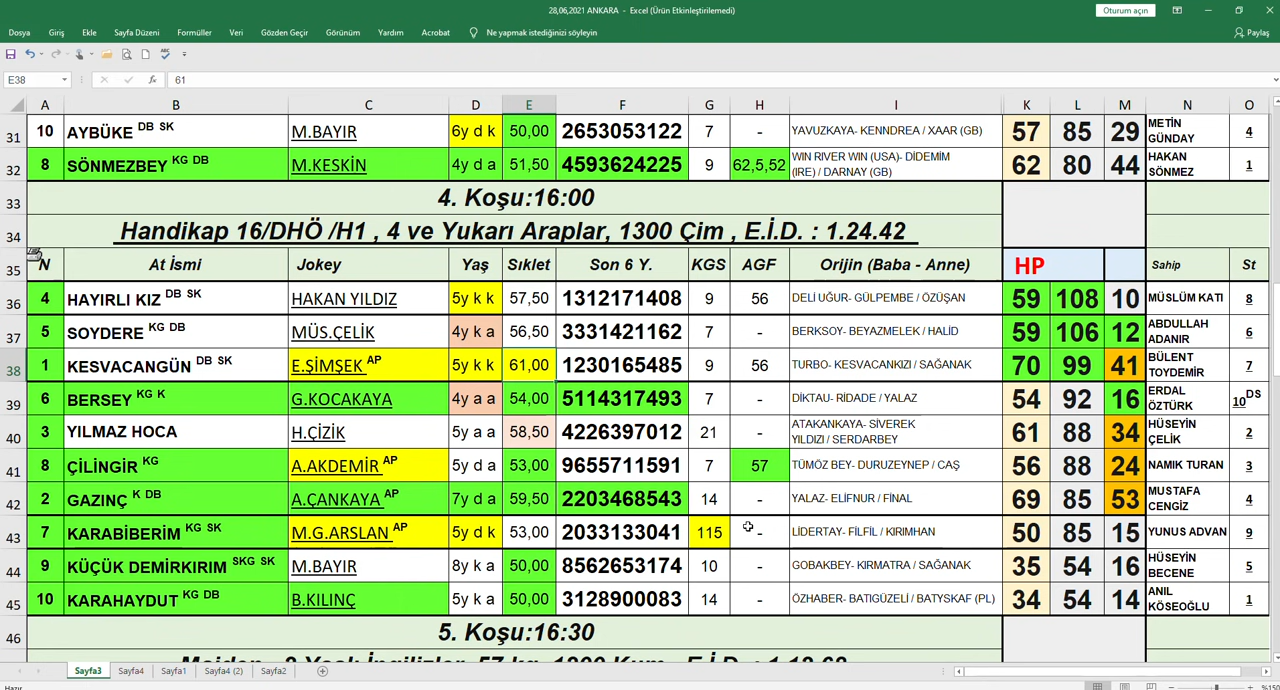 28,06,2021 ANKARA - Excel (Ürün Etkinleştirilemedi)
Oturum açın
Dosya Giriş Ekle Sayfa Düzeni Formüller Veri Gözden Geçir Görünüm Yardım Acrobat Ne yapmak istediğinizi söyleyin Paylaş
E38 fx 61
A B C D E F G H I K L M N O
31 10 AYBÜKE DB SK M.BAYIR 6y d k 50,00 2653053122 7 - YAVUZKAYA- KENNDREA / XAAR (GB) 57 85 29 METİN GÜNDAY 4
32 8 SÖNMEZBEY KG DB M.KESKİN 4y d a 51,50 4593624225 9 62,5,52 WIN RIVER WIN (USA)- DİDEMİM (IRE) / DARNAY (GB) 62 80 44 HAKAN SÖNMEZ 1
33 4. Koşu:16:00
34 Handikap 16/DHÖ /H1 , 4 ve Yukarı Araplar, 1300 Çim , E.İ.D. : 1.24.42
35 N At İsmi Jokey Yaş Sıklet Son 6 Y. KGS AGF Orijin (Baba - Anne) HP Sahip St
36 4 HAYIRLI KIZ DB SK HAKAN YILDIZ 5y k k 57,50 1312171408 9 56 DELİ UĞUR- GÜLPEMBE / ÖZÜŞAN 59 108 10 MÜSLÜM KATI 8
37 5 SOYDERE KG DB MÜS.ÇELİK 4y k a 56,50 3331421162 7 - BERKSOY- BEYAZMELEK / HALİD 59 106 12 ABDULLAH ADANIR 6
38 1 KESVACANGÜN DB SK E.ŞİMŞEK AP 5y k k 61,00 1230165485 9 56 TURBO- KESVACANKIZI / SAĞANAK 70 99 41 BÜLENT TOYDEMİR 7
39 6 BERSEY KG K G.KOCAKAYA 4y a a 54,00 5114317493 7 - DİKTAU- RİDADE / YALAZ 54 92 16 ERDAL ÖZTÜRK 10 DS
40 3 YILMAZ HOCA H.ÇİZİK 5y a a 58,50 4226397012 21 - ATAKANKAYA- SİVEREK YILDIZI / SERDARBEY 61 88 34 HÜSEYİN ÇELİK 2
41 8 ÇİLİNGİR KG A.AKDEMİR AP 5y d a 53,00 9655711591 7 57 TÜMÖZ BEY- DURUZEYNEP / CAŞ 56 88 24 NAMIK TURAN 3
42 2 GAZINÇ K DB A.ÇANKAYA AP 7y d a 59,50 2203468543 14 - YALAZ- ELİFNUR / FİNAL 69 85 53 MUSTAFA CENGİZ 4
43 7 KARABİBERİM KG SK M.G.ARSLAN AP 5y d k 53,00 2033133041 115 - LİDERTAY- FİLFİL / KIRIMHAN 50 85 15 YUNUS ADVAN 9
44 9 KÜÇÜK DEMİRKIRIM SKG SK M.BAYIR 8y k a 50,00 8562653174 10 - GOBAKBEY- KIRMATRA / SAĞANAK 35 54 16 HÜSEYİN BECENE 5
45 10 KARAHAYDUT KG DB B.KILINÇ 5y k a 50,00 3128900083 14 - ÖZHABER- BATIGÜZELİ / BATYSKAF (PL) 34 54 14 ANIL KÖSEOĞLU 1
46 5. Koşu:16:30
Sayfa3 Sayfa4 Sayfa1 Sayfa4 (2) Sayfa2
Hazır %150